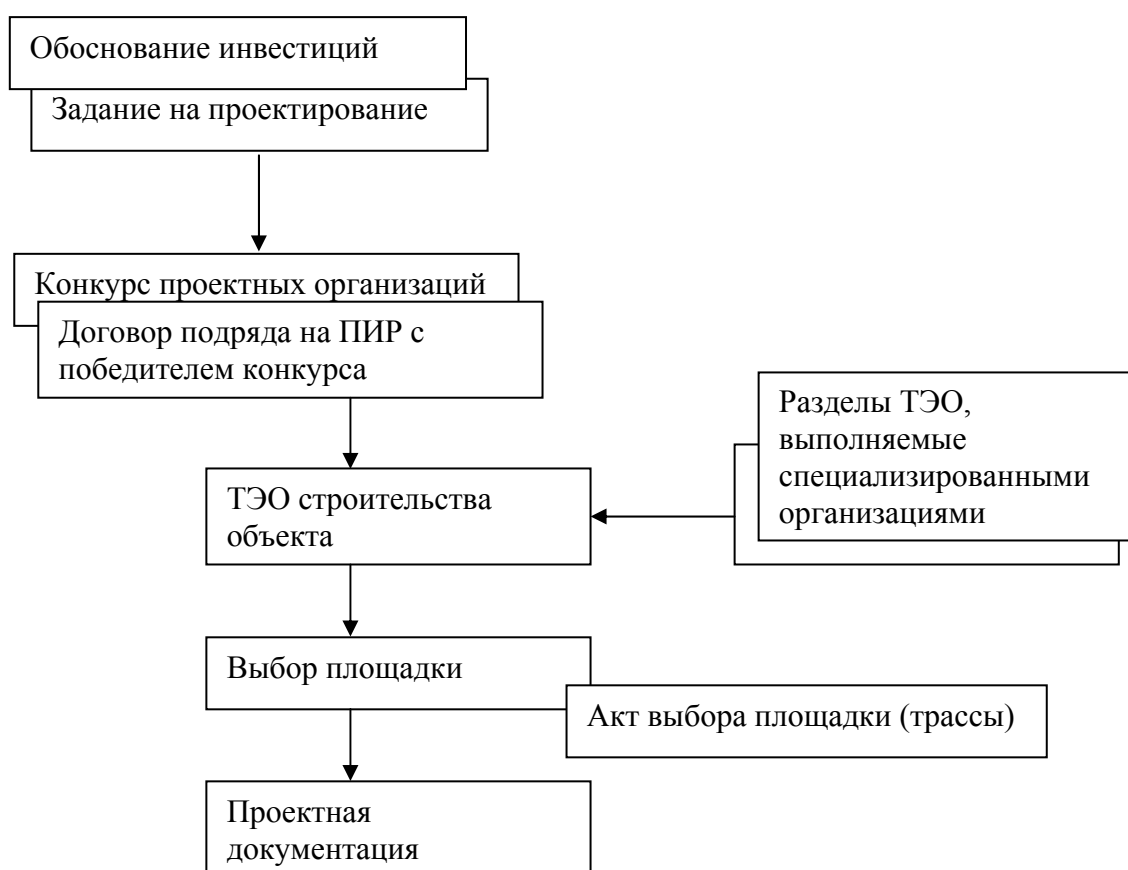 Обоснование инвестиций
Задание на проектирование
Конкурс проектных организаций
Договор подряда на ПИР с
победителем конкурса
Разделы ТЭО,
выполняемые
специализированными
организациями
ТЭО строительства
объекта
Выбор площадки
Акт выбора площадки (трассы)
Проектная
документация